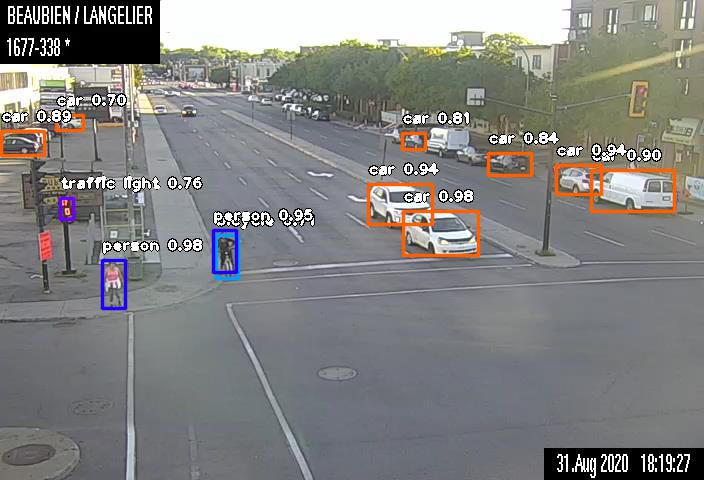 BEAUBIEN / LANGELIER
1677-338 *
car 0.70
car 0.89
car 0.81
car 0.84
car 0.94
car 0.90
car 0.94
traffic light 0.76
car 0.98
person 0.95
person 0.98
31.Aug 2020 18:19:27